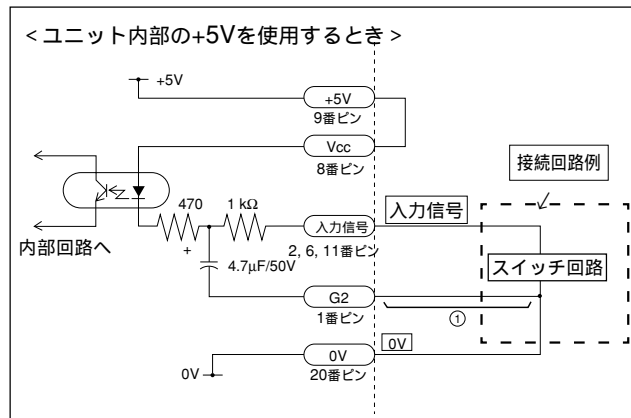 <ユニット内部の+5Vを使用するとき>
+5V
+5V
9番ピン
Vcc
8番ピン
接続回路例
470
1 kΩ
入力信号
入力信号
2, 6, 11番ピン
内部回路へ
+
4.7μF/50V
スイッチ回路
G2
1番ピン
①
0V
0V
0V
20番ピン